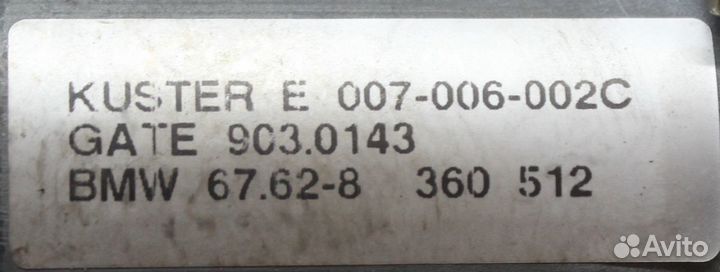 KUSTER E 007-006-002C
GATE 903.0143
BMW 67.62-8 360 512
Avito